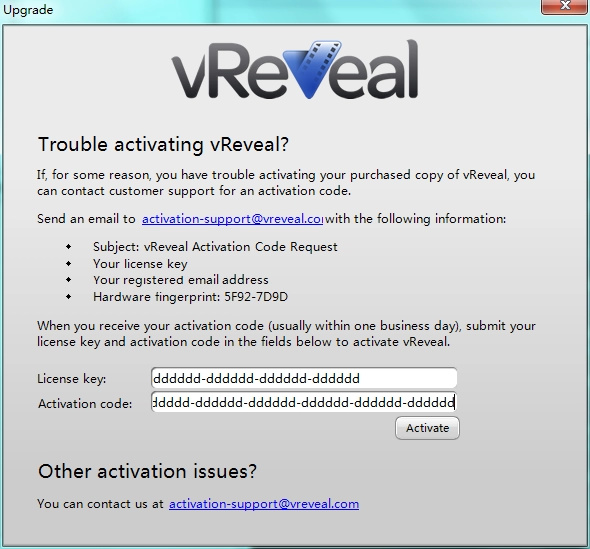 Upgrade
vReveal
Trouble activating vReveal?
If, for some reason, you have trouble activating your purchased copy of vReveal, you
can contact customer support for an activation code.
Send an email to activation-support@vreveal.co with the following information:
• Subject: vReveal Activation Code Request
• Your license key
• Your registered email address
• Hardware fingerprint: 5F92-7D9D
When you receive your activation code (usually within one business day), submit your
license key and activation code in the fields below to activate vReveal.
License key: dddddd-dddddd-dddddd-dddddd
Activation code: ddddd-dddddd-dddddd-dddddd-dddddd-dddddd
Activate
Other activation issues?
You can contact us at activation-support@vreveal.com